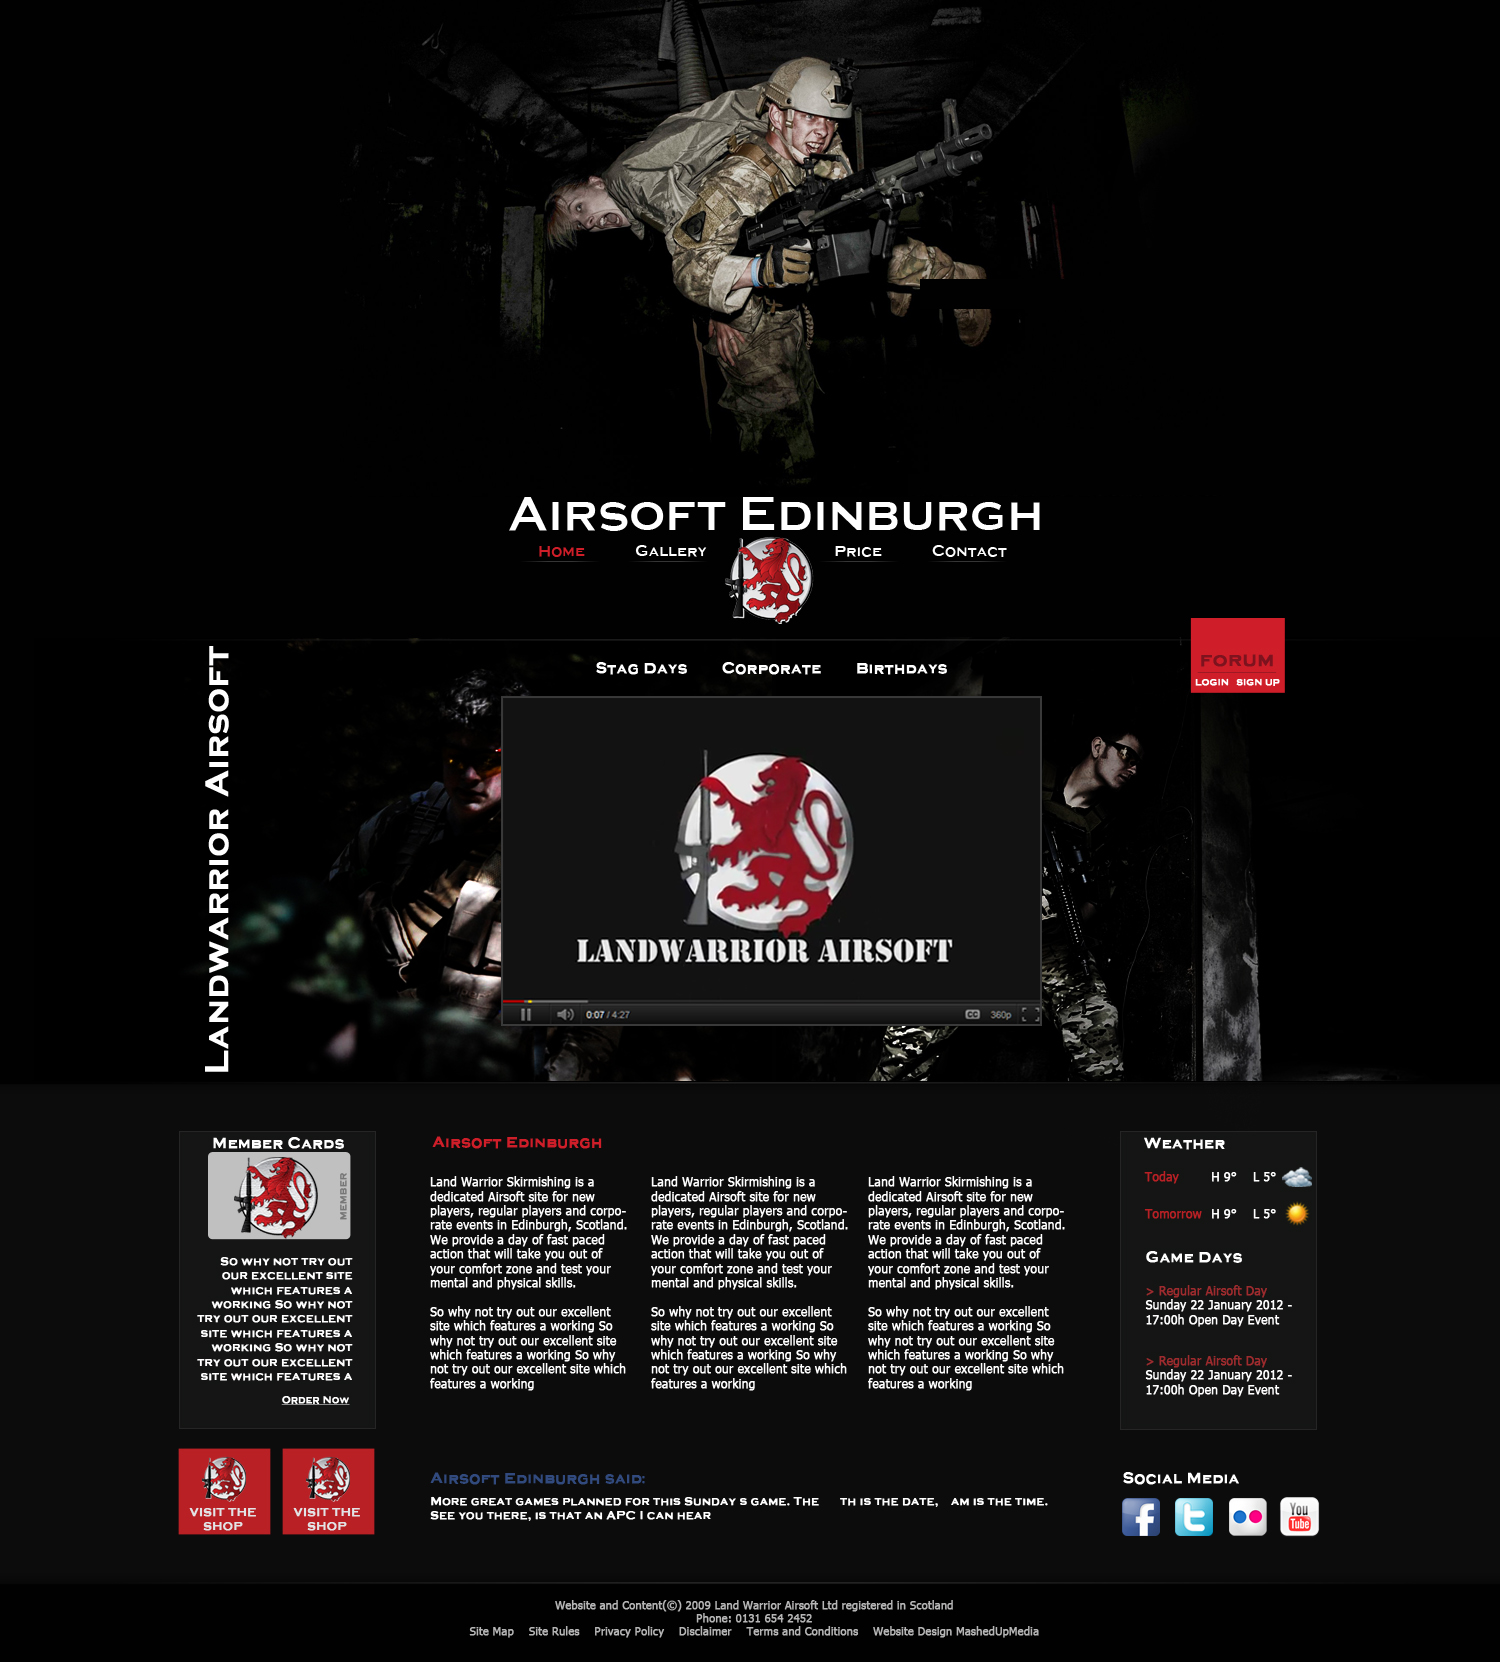 AIRSOFT EDINBURGH
HOME GALLERY PRICE CONTACT
FORUM
LOGIN SIGN UP
LANDWARRIOR AIRSOFT
STAG DAYS CORPORATE BIRTHDAYS
LANDWARRIOR AIRSOFT
0:07 / 4:27 CC 360p
MEMBER CARDS
MEMBER
SO WHY NOT TRY OUT
OUR EXCELLENT SITE
WHICH FEATURES A
WORKING SO WHY NOT
TRY OUT OUR EXCELLENT
SITE WHICH FEATURES A
WORKING SO WHY NOT
TRY OUT OUR EXCELLENT
SITE WHICH FEATURES A
ORDER NOW
VISIT THE
SHOP
VISIT THE
SHOP
AIRSOFT EDINBURGH
Land Warrior Skirmishing is a
dedicated Airsoft site for new
players, regular players and corpo-
rate events in Edinburgh, Scotland.
We provide a day of fast paced
action that will take you out of
your comfort zone and test your
mental and physical skills.
So why not try out our excellent
site which features a working So
why not try out our excellent site
which features a working So why
not try out our excellent site which
features a working
Land Warrior Skirmishing is a
dedicated Airsoft site for new
players, regular players and corpo-
rate events in Edinburgh, Scotland.
We provide a day of fast paced
action that will take you out of
your comfort zone and test your
mental and physical skills.
So why not try out our excellent
site which features a working So
why not try out our excellent site
which features a working So why
not try out our excellent site which
features a working
Land Warrior Skirmishing is a
dedicated Airsoft site for new
players, regular players and corpo-
rate events in Edinburgh, Scotland.
We provide a day of fast paced
action that will take you out of
your comfort zone and test your
mental and physical skills.
So why not try out our excellent
site which features a working So
why not try out our excellent site
which features a working So why
not try out our excellent site which
features a working
AIRSOFT EDINBURGH SAID:
MORE GREAT GAMES PLANNED FOR THIS SUNDAY S GAME. THE TH IS THE DATE, AM IS THE TIME.
SEE YOU THERE, IS THAT AN APC I CAN HEAR
WEATHER
Today H 9° L 5°
Tomorrow H 9° L 5°
GAME DAYS
> Regular Airsoft Day
Sunday 22 January 2012 -
17:00h Open Day Event
> Regular Airsoft Day
Sunday 22 January 2012 -
17:00h Open Day Event
SOCIAL MEDIA
You
Tube
Website and Content(©) 2009 Land Warrior Airsoft Ltd registered in Scotland
Phone: 0131 654 2452
Site Map Site Rules Privacy Policy Disclaimer Terms and Conditions Website Design MashedUpMedia